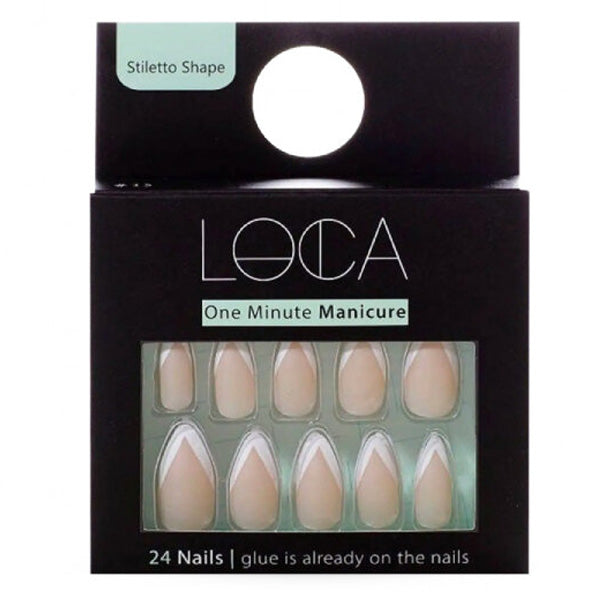 Stiletto Shape
LOCA
One Minute Manicure
24 Nails | glue is already on the nails